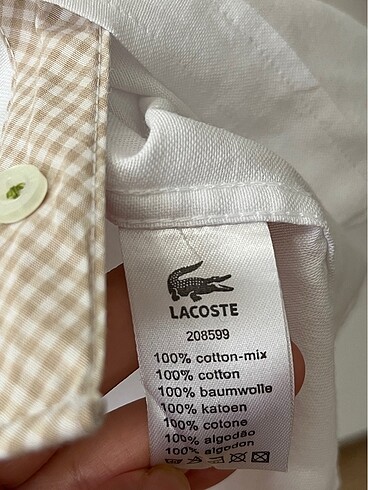 LACOSTE
208599
100% cotton-mix
100% cotton
100% baumwolle
100% katoen
100% cotone
100% algodão
100% algodon